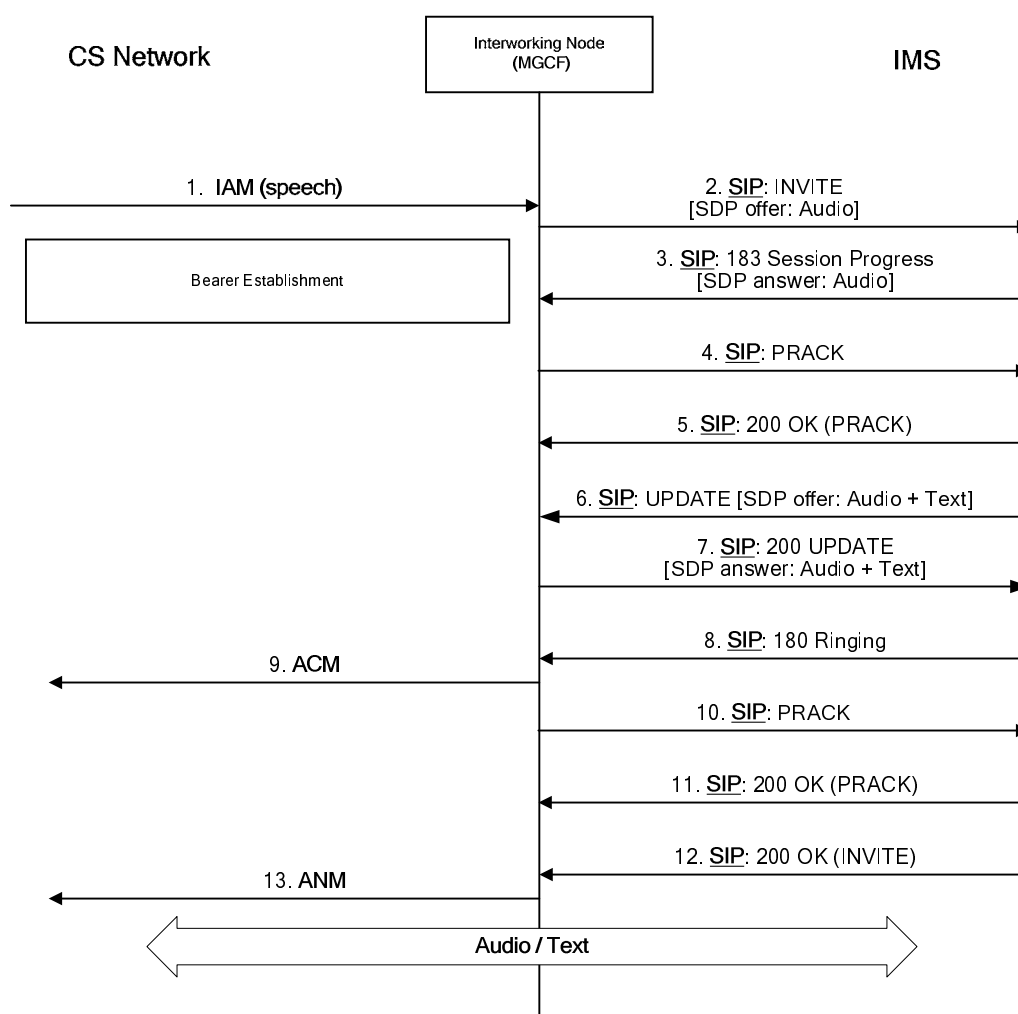 CS Network
Interworking Node
(MGCF)
IMS
1. IAM (speech)
2. SIP: INVITE
[SDP offer: Audio]
Bearer Establishment
3. SIP: 183 Session Progress
[SDP answer: Audio]
4. SIP: PRACK
5. SIP: 200 OK (PRACK)
6. SIP: UPDATE [SDP offer: Audio + Text]
7. SIP: 200 UPDATE
[SDP answer: Audio + Text]
8. SIP: 180 Ringing
9. ACM
10. SIP: PRACK
11. SIP: 200 OK (PRACK)
12. SIP: 200 OK (INVITE)
13. ANM
Audio / Text